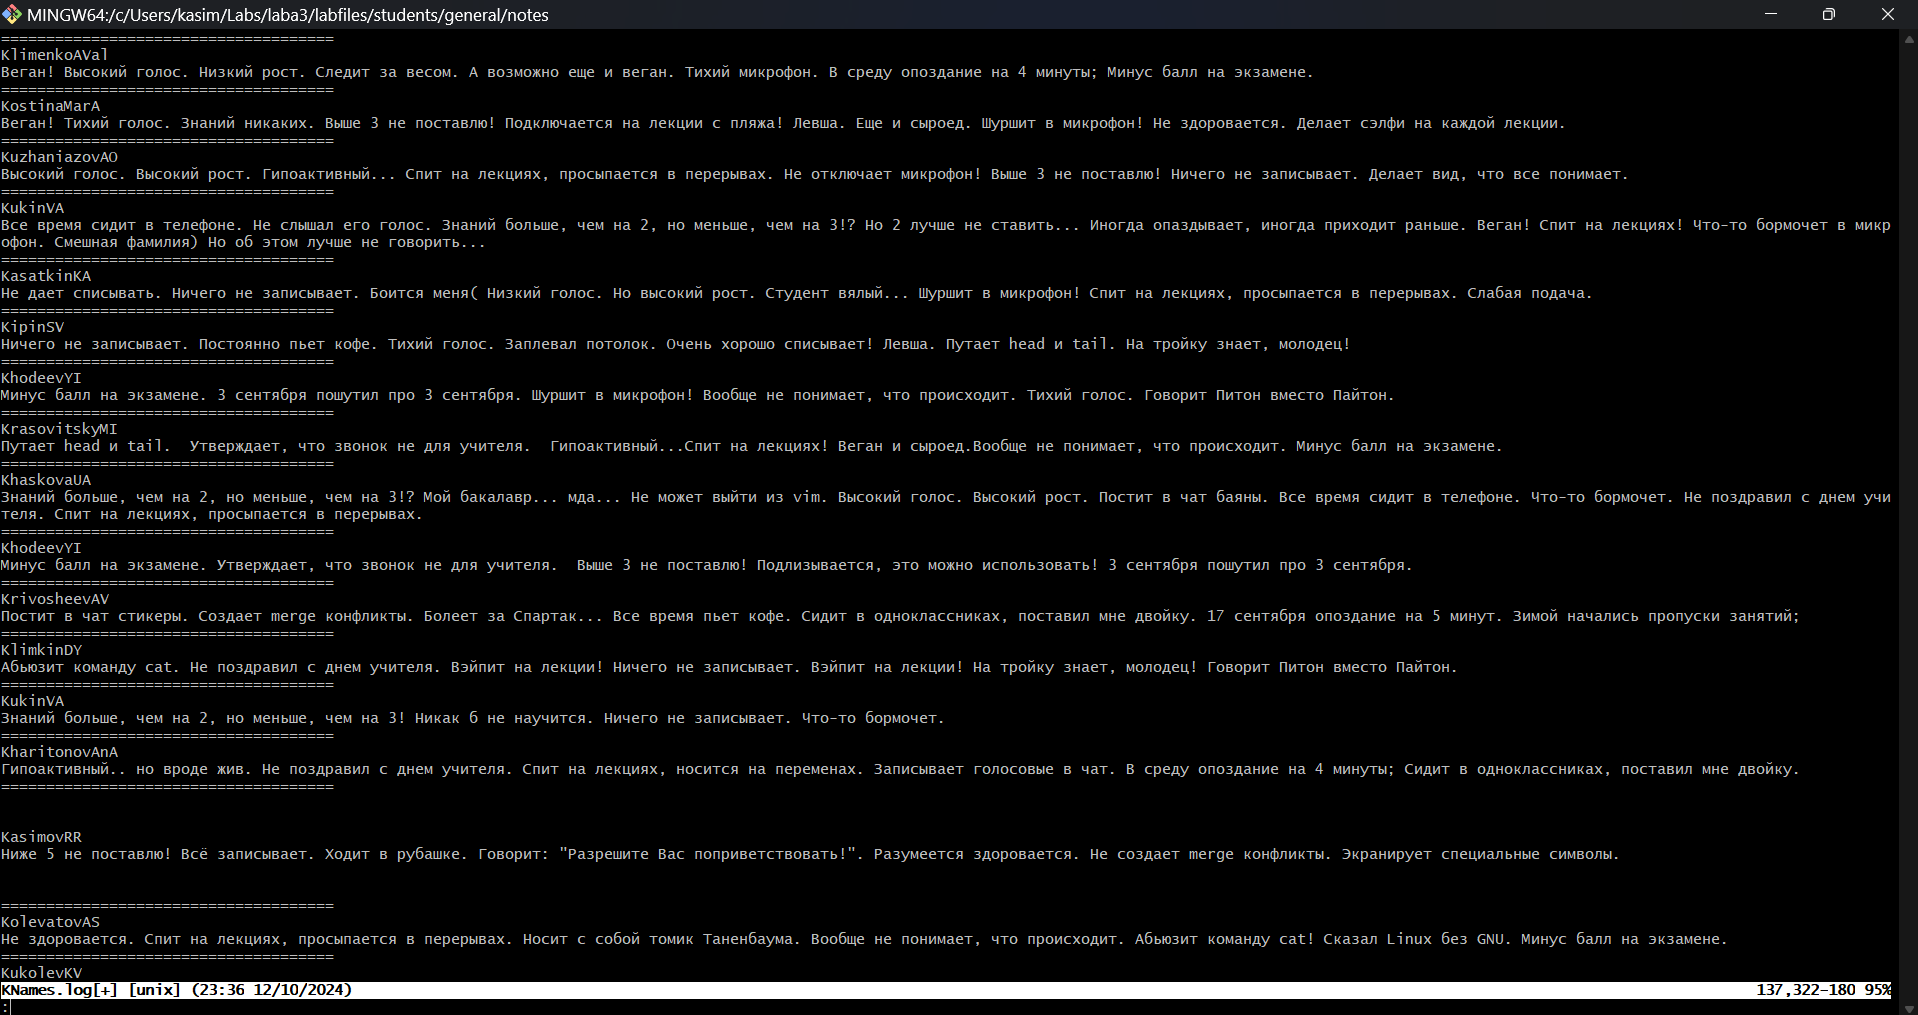 MINGW64:/c/Users/kasim/Labs/laba3/labfiles/students/general/notes
=====================================
KlimenkoAVal
Веган! Высокий голос. Низкий рост. Следит за весом. А возможно еще и веган. Тихий микрофон. В среду опоздание на 4 минуты; Минус балл на экзамене.
=====================================
KostinaMarA
Веган! Тихий голос. Знаний никаких. Выше 3 не поставлю! Подключается на лекции с пляжа! Левша. Еще и сыроед. Шуршит в микрофон! Не здоровается. Делает сэлфи на каждой лекции.
=====================================
KuzhaniazovAO
Высокий голос. Высокий рост. Гипоактивный... Спит на лекциях, просыпается в перерывах. Не отключает микрофон! Выше 3 не поставлю! Ничего не записывает. Делает вид, что все понимает.
=====================================
KukinVA
Все время сидит в телефоне. Не слышал его голос. Знаний больше, чем на 2, но меньше, чем на 3!? Но 2 лучше не ставить... Иногда опаздывает, иногда приходит раньше. Веган! Спит на лекциях! Что-то бормочет в микр
офон. Смешная фамилия) Но об этом лучше не говорить...
=====================================
KasatkinKA
Не дает списывать. Ничего не записывает. Боится меня( Низкий голос. Но высокий рост. Студент вялый... Шуршит в микрофон! Спит на лекциях, просыпается в перерывах. Слабая подача.
=====================================
KipinSV
Ничего не записывает. Постоянно пьет кофе. Тихий голос. Заплевал потолок. Очень хорошо списывает! Левша. Путает head и tail. На тройку знает, молодец!
=====================================
KhodeevYI
Минус балл на экзамене. 3 сентября пошутил про 3 сентября. Шуршит в микрофон! Вообще не понимает, что происходит. Тихий голос. Говорит Питон вместо Пайтон.
=====================================
KrasovitskyMI
Путает head и tail.  Утверждает, что звонок не для учителя.  Гипоактивный...Спит на лекциях! Веган и сыроед.Вообще не понимает, что происходит. Минус балл на экзамене.
=====================================
KhaskovaUA
Знаний больше, чем на 2, но меньше, чем на 3!? Мой бакалавр... мда... Не может выйти из vim. Высокий голос. Высокий рост. Постит в чат баяны. Все время сидит в телефоне. Что-то бормочет. Не поздравил с днем учи
теля. Спит на лекциях, просыпается в перерывах.
=====================================
KhodeevYI
Минус балл на экзамене. Утверждает, что звонок не для учителя.  Выше 3 не поставлю! Подлизывается, это можно использовать! 3 сентября пошутил про 3 сентября.
=====================================
KrivosheevAV
Постит в чат стикеры. Создает merge конфликты. Болеет за Спартак... Все время пьет кофе. Сидит в одноклассниках, поставил мне двойку. 17 сентября опоздание на 5 минут. Зимой начались пропуски занятий;
=====================================
KlimkinDY
Абьюзит команду cat. Не поздравил с днем учителя. Вэйпит на лекции! Ничего не записывает. Вэйпит на лекции! На тройку знает, молодец! Говорит Питон вместо Пайтон.
=====================================
KukinVA
Знаний больше, чем на 2, но меньше, чем на 3! Никак б не научится. Ничего не записывает. Что-то бормочет.
=====================================
KharitonovAnA
Гипоактивный.. но вроде жив. Не поздравил с днем учителя. Спит на лекциях, носится на переменах. Записывает голосовые в чат. В среду опоздание на 4 минуты; Сидит в одноклассниках, поставил мне двойку.
=====================================
KasimovRR
Ниже 5 не поставлю! Всё записывает. Ходит в рубашке. Говорит: "Разрешите Вас поприветствовать!". Разумеется здоровается. Не создает merge конфликты. Экранирует специальные символы.
=====================================
KolevatovAS
Не здоровается. Спит на лекциях, просыпается в перерывах. Носит с собой томик Таненбаума. Вообще не понимает, что происходит. Абьюзит команду cat! Сказал Linux без GNU. Минус балл на экзамене.
=====================================
KukolevKV
KNames.log[+] [unix] (23:36 12/10/2024) 137,322-180 95%
: